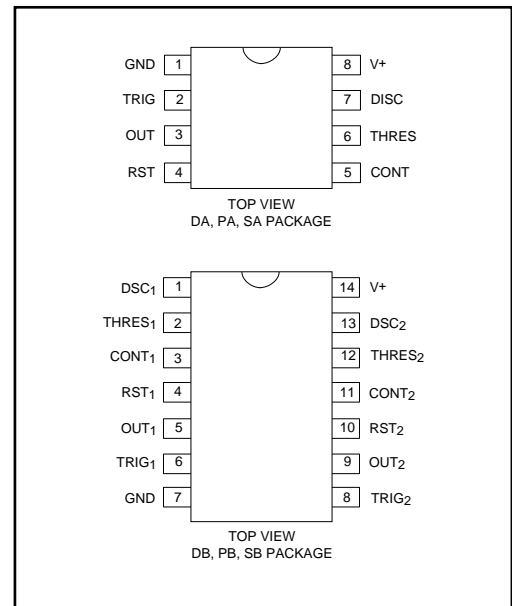 GND 1 8 V+
TRIG 2 7 DISC
OUT 3 6 THRES
RST 4 5 CONT
TOP VIEW
DA, PA, SA PACKAGE
DSC1 1 14 V+
THRES1 2 13 DSC2
CONT1 3 12 THRES2
RST1 4 11 CONT2
OUT1 5 10 RST2
TRIG1 6 9 OUT2
GND 7 8 TRIG2
TOP VIEW
DB, PB, SB PACKAGE